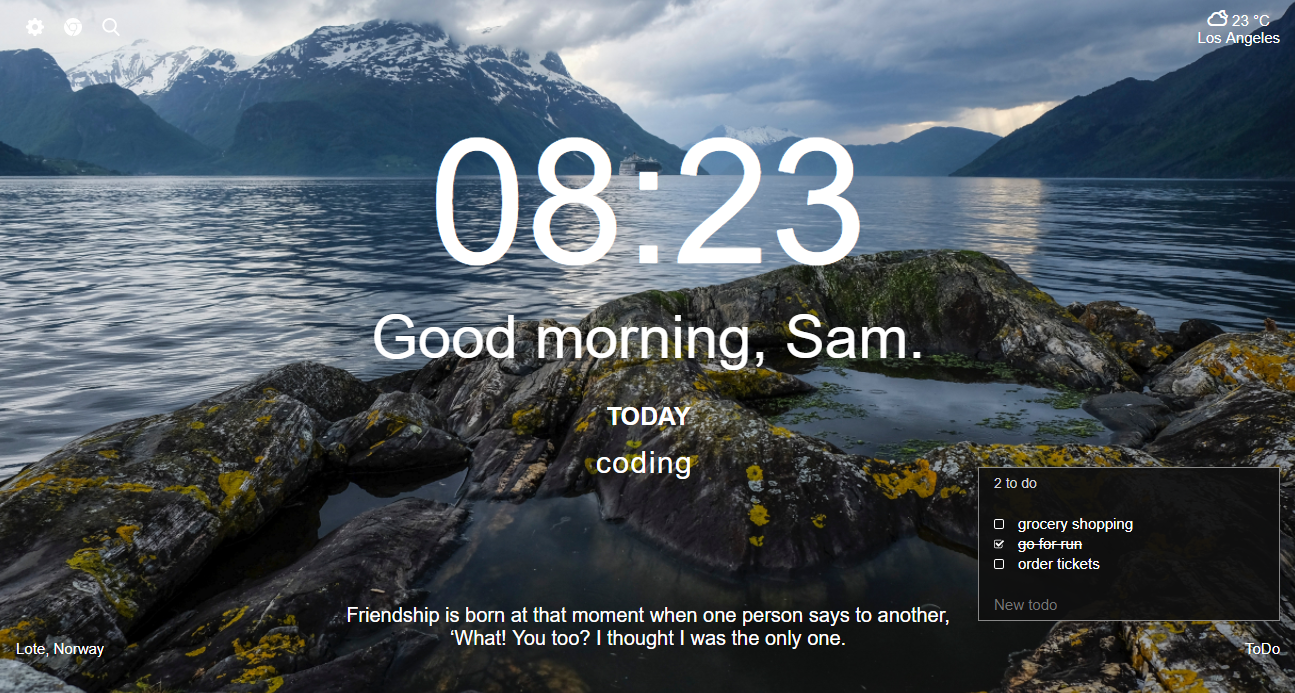 23 °C
Los Angeles
08:23
Good morning, Sam.
TODAY
coding
2 to do
grocery shopping
go for run
order tickets
New todo
Friendship is born at that moment when one person says to another,
‘What! You too? I thought I was the only one.
Lote, Norway
ToDo